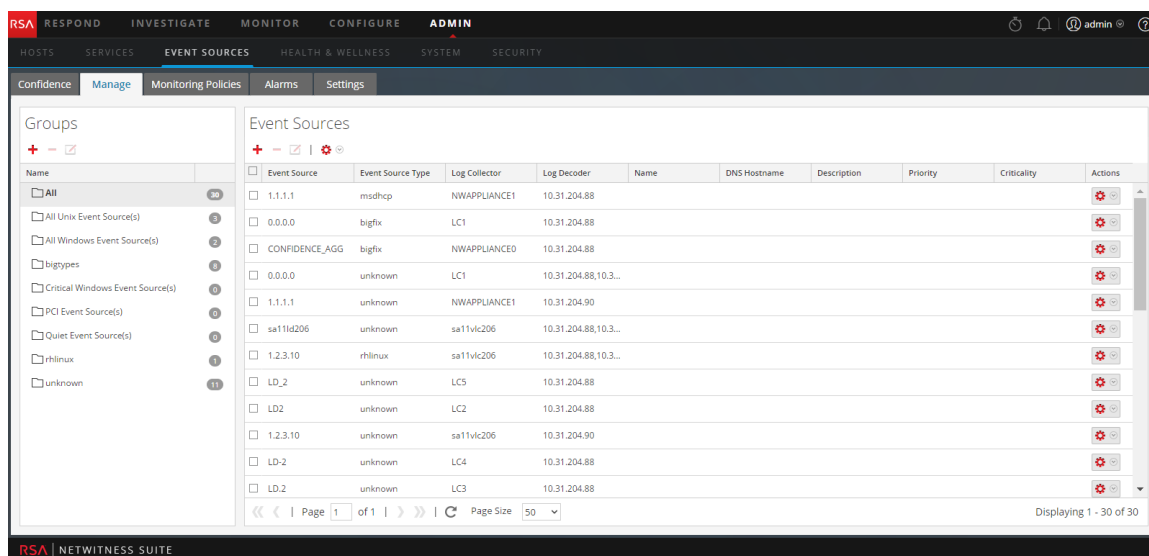 RSA RESPOND INVESTIGATE MONITOR CONFIGURE ADMIN admin
HOSTS SERVICES EVENT SOURCES HEALTH & WELLNESS SYSTEM SECURITY
Confidence Manage Monitoring Policies Alarms Settings
Groups
Name
All 30
All Unix Event Source(s) 3
All Windows Event Source(s) 2
bigtypes 8
Critical Windows Event Source(s) 0
PCI Event Source(s) 0
Quiet Event Source(s) 0
rhlinux 1
unknown 11
Event Sources
Event Source Event Source Type Log Collector Log Decoder Name DNS Hostname Description Priority Criticality Actions
1.1.1.1 msdhcp NWAPPLIANCE1 10.31.204.88
0.0.0.0 bigfix LC1 10.31.204.88
CONFIDENCE_AGG bigfix NWAPPLIANCE0 10.31.204.88
0.0.0.0 unknown LC1 10.31.204.88,10.3...
1.1.1.1 unknown NWAPPLIANCE1 10.31.204.90
sa11ld206 unknown sa11vlc206 10.31.204.88,10.3...
1.2.3.10 rhlinux sa11vlc206 10.31.204.88,10.3...
LD_2 unknown LC5 10.31.204.88
LD2 unknown LC2 10.31.204.88
1.2.3.10 unknown sa11vlc206 10.31.204.90
LD-2 unknown LC4 10.31.204.88
LD.2 unknown LC3 10.31.204.88
Page 1 of 1 Page Size 50 Displaying 1 - 30 of 30
RSA NETWITNESS SUITE